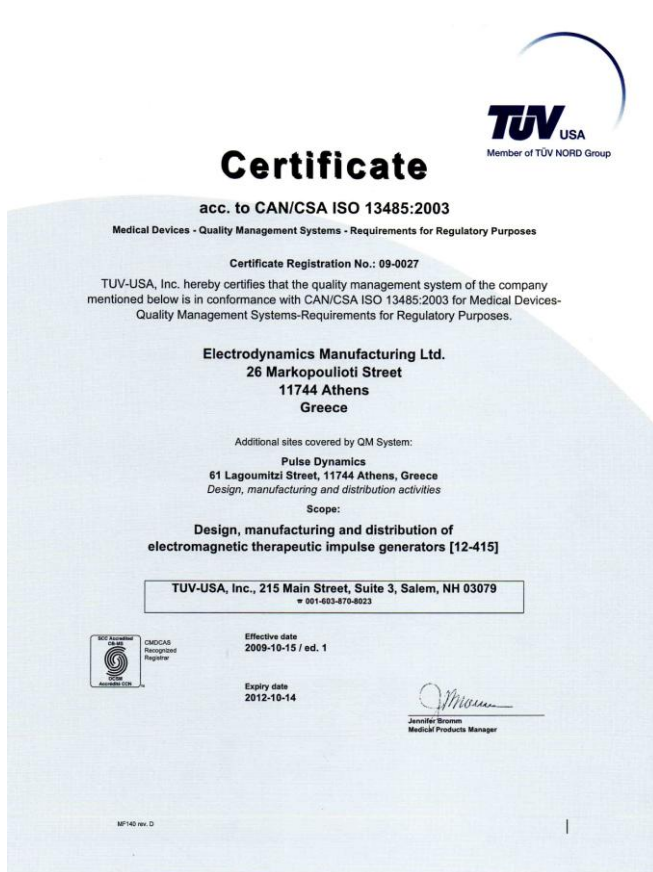 TÜV USA
Member of TÜV NORD Group
Certificate
acc. to CAN/CSA ISO 13485:2003
Medical Devices - Quality Management Systems - Requirements for Regulatory Purposes
Certificate Registration No.: 09-0027
TUV-USA, Inc. hereby certifies that the quality management system of the company
mentioned below is in conformance with CAN/CSA ISO 13485:2003 for Medical Devices-
Quality Management Systems-Requirements for Regulatory Purposes.
Electrodynamics Manufacturing Ltd.
26 Markopoulioti Street
11744 Athens
Greece
Additional sites covered by QM System:
Pulse Dynamics
61 Lagoumitzi Street, 11744 Athens, Greece
Design, manufacturing and distribution activities
Scope:
Design, manufacturing and distribution of
electromagnetic therapeutic impulse generators [12-415]
TUV-USA, Inc., 215 Main Street, Suite 3, Salem, NH 03079
☎ 001-603-870-8023
SCC Accredited
CB-MS
OCSM
Accrédité CCN
CMDCAS
Recognized
Registrar
Effective date
2009-10-15 / ed. 1
Expiry date
2012-10-14
Jennifer Bromm
Medical Products Manager
MF140 rev. D